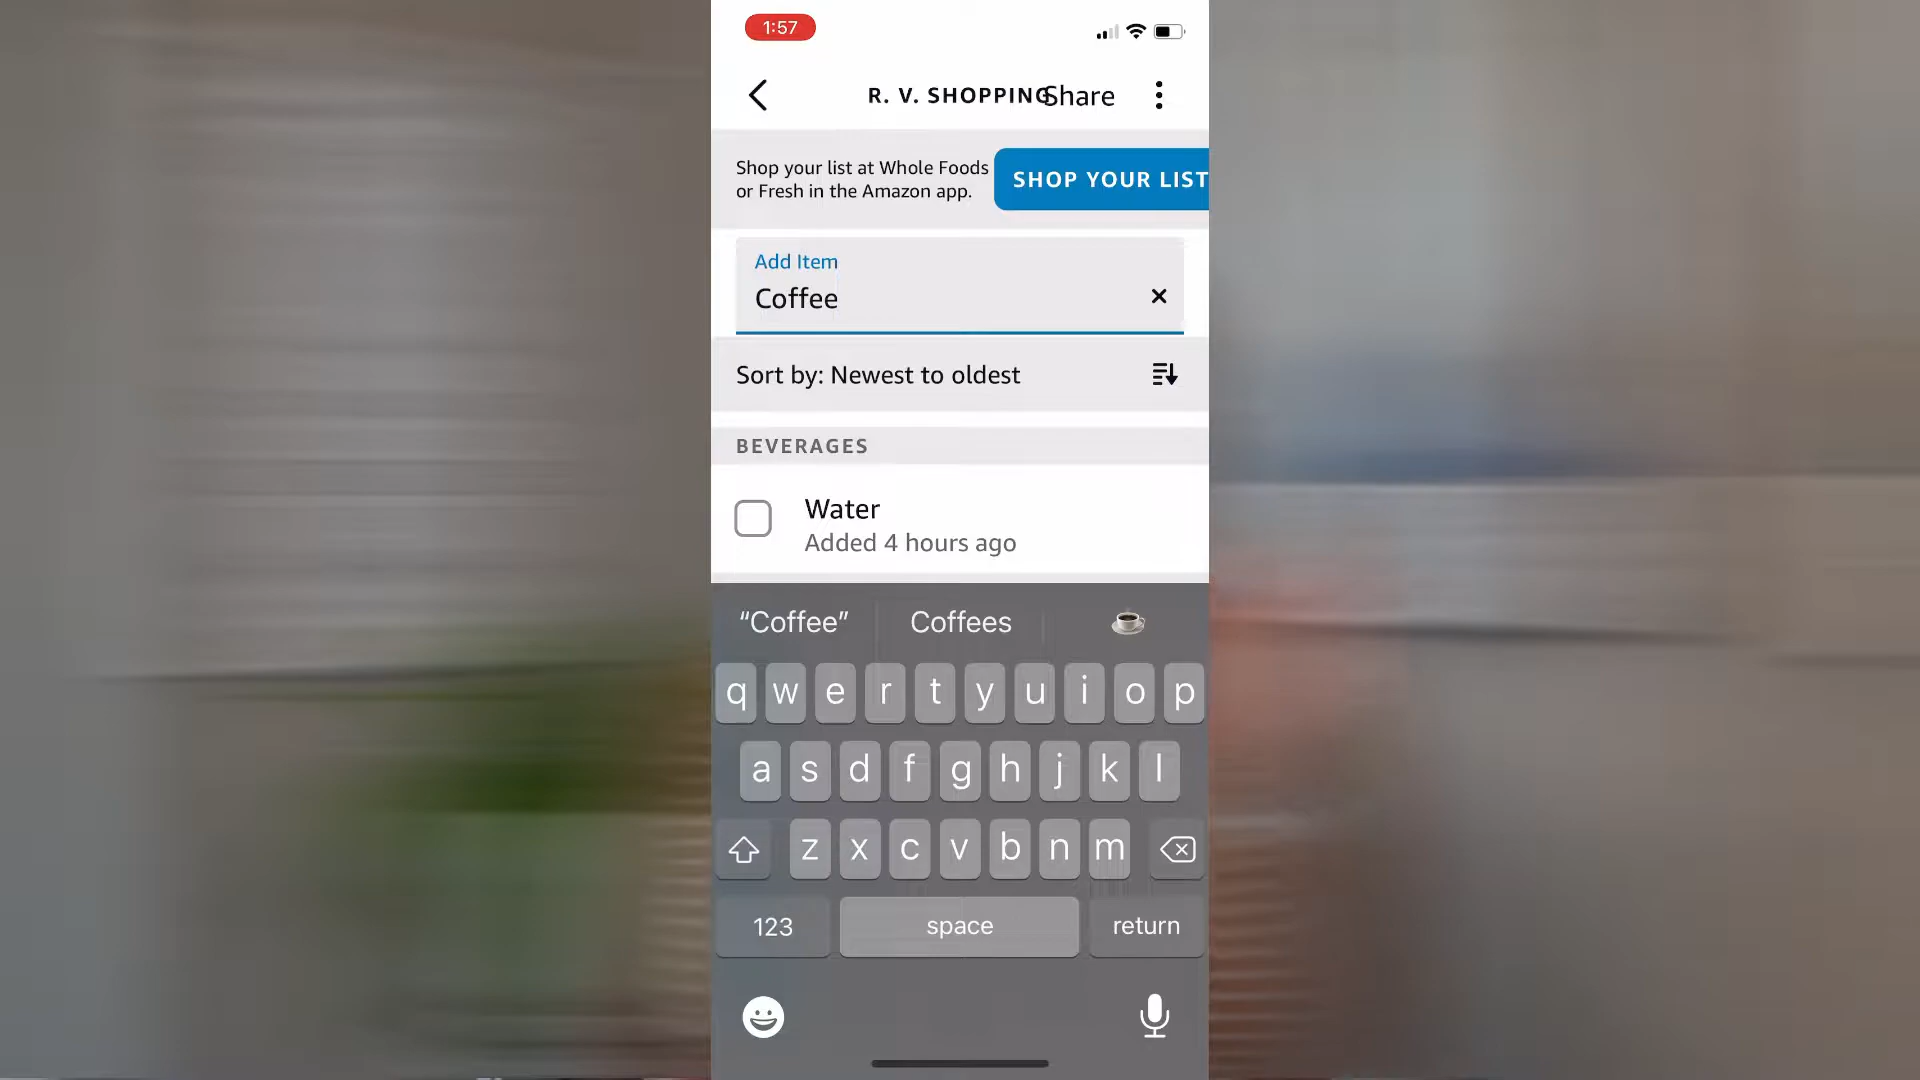 1:57
R. V. SHOPPING Share
Shop your list at Whole Foods
or Fresh in the Amazon app.
SHOP YOUR LIST
Add Item
Coffee
Sort by: Newest to oldest
BEVERAGES
Water
Added 4 hours ago
“Coffee” Coffees
q w e r t y u i o p
a s d f g h j k l
z x c v b n m
123 space return